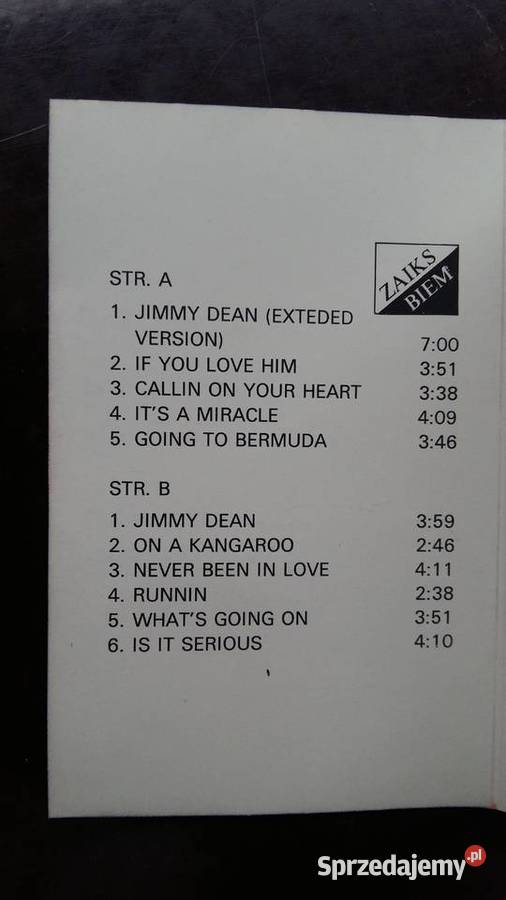 ZAIKS
BIEM
STR. A
1. JIMMY DEAN (EXTEDED
VERSION) 7:00
2. IF YOU LOVE HIM 3:51
3. CALLIN ON YOUR HEART 3:38
4. IT'S A MIRACLE 4:09
5. GOING TO BERMUDA 3:46
STR. B
1. JIMMY DEAN 3:59
2. ON A KANGAROO 2:46
3. NEVER BEEN IN LOVE 4:11
4. RUNNIN 2:38
5. WHAT'S GOING ON 3:51
6. IS IT SERIOUS 4:10
Sprzedajemy.pl